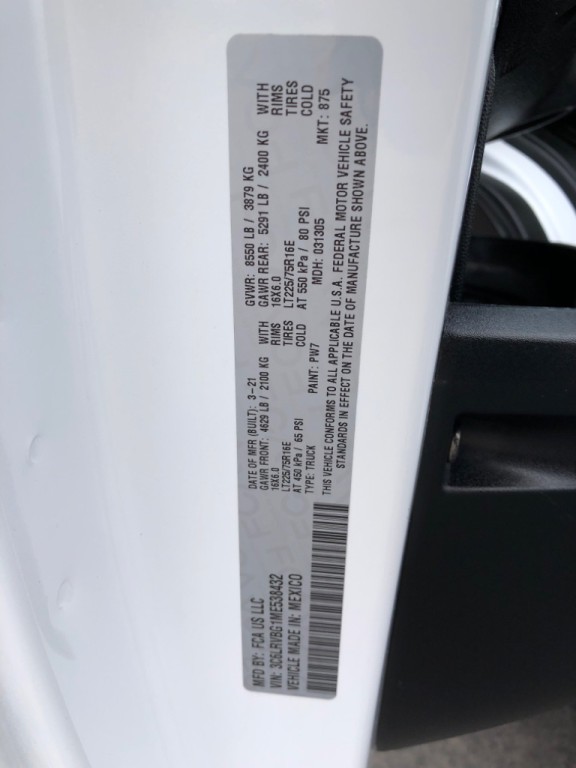 MFD BY: FCA US LLC
VIN: 3C6LRVBG1ME538432
VEHICLE MADE IN: MEXICO
DATE OF MFR (BUILT): 3-21
GAWR FRONT: 4629 LB / 2100 KG WITH
16X6.0 RIMS
LT225/75R16E TIRES
AT 450 kPa / 65 PSI COLD
TYPE: TRUCK
PAINT: PW7
GVWR: 8550 LB / 3879 KG
GAWR REAR: 5291 LB / 2400 KG WITH
16X6.0 RIMS
LT225/75R16E TIRES
AT 550 kPa / 80 PSI COLD
MDH: 031305
MKT: 875
THIS VEHICLE CONFORMS TO ALL APPLICABLE U.S.A. FEDERAL MOTOR VEHICLE SAFETY
STANDARDS IN EFFECT ON THE DATE OF MANUFACTURE SHOWN ABOVE.